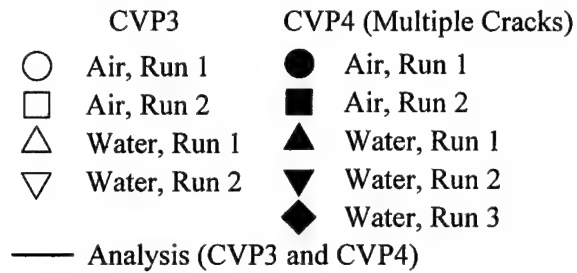 CVP3 CVP4 (Multiple Cracks)
Air, Run 1 Air, Run 1
Air, Run 2 Air, Run 2
Water, Run 1 Water, Run 1
Water, Run 2 Water, Run 2
Water, Run 3
Analysis (CVP3 and CVP4)